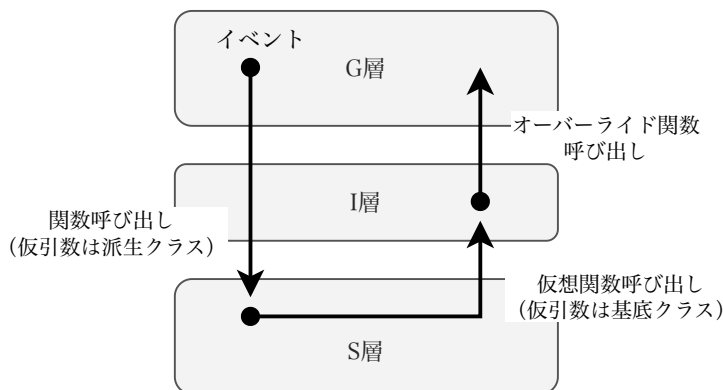 イベント
G層
オーバーライド関数
呼び出し
I層
関数呼び出し
（仮引数は派生クラス）
仮想関数呼び出し
（仮引数は基底クラス）
S層